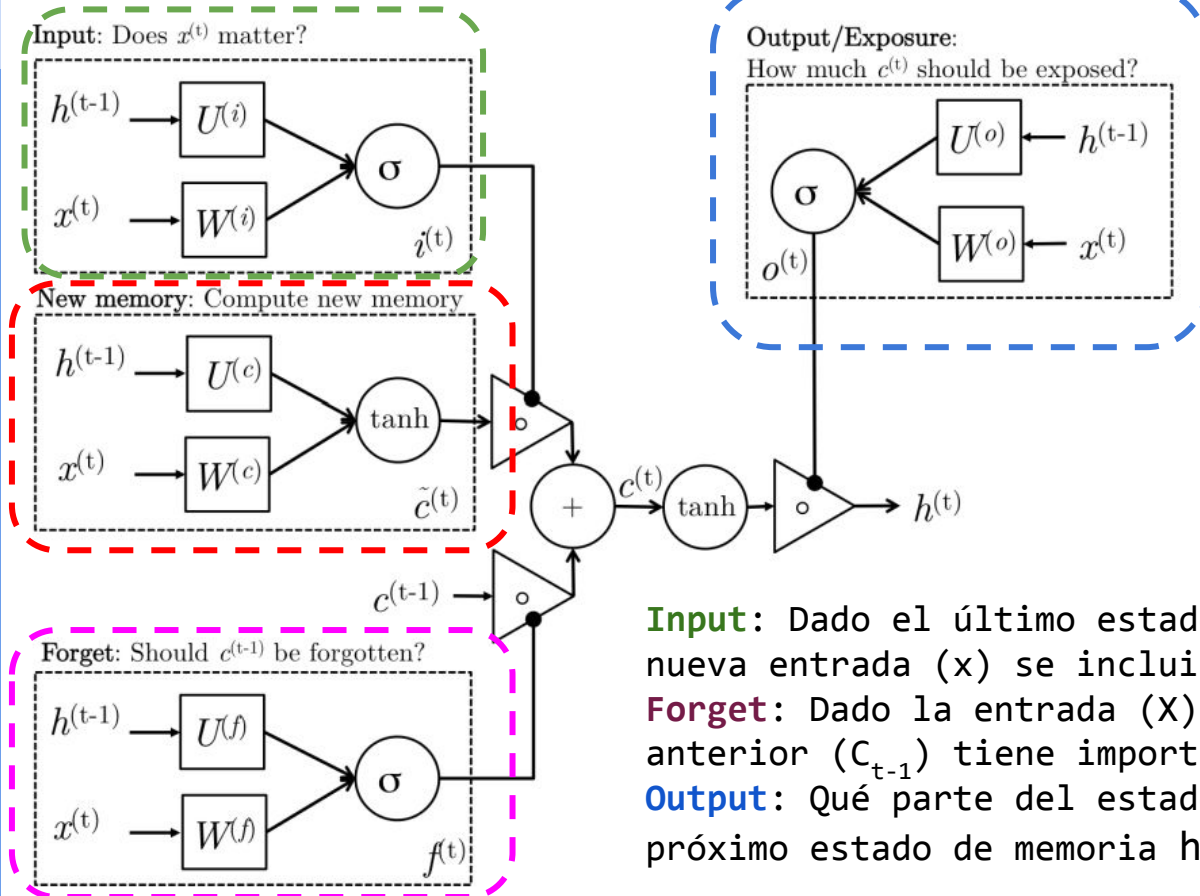 Input: Does x^(t) matter?
h^(t-1)
U^(i)
σ
x^(t)
W^(i)
i^(t)
New memory: Compute new memory
h^(t-1)
U^(c)
tanh
x^(t)
W^(c)
c̃^(t)
c^(t-1)
+
c^(t)
tanh
h^(t)
Forget: Should c^(t-1) be forgotten?
h^(t-1)
U^(f)
σ
x^(t)
W^(f)
f^(t)
Output/Exposure:
How much c^(t) should be exposed?
U^(o)
h^(t-1)
σ
W^(o)
x^(t)
o^(t)
Input: Dado el último estad
nueva entrada (x) se inclui
Forget: Dado la entrada (X)
anterior (C_t-1) tiene import
Output: Qué parte del estad
próximo estado de memoria h